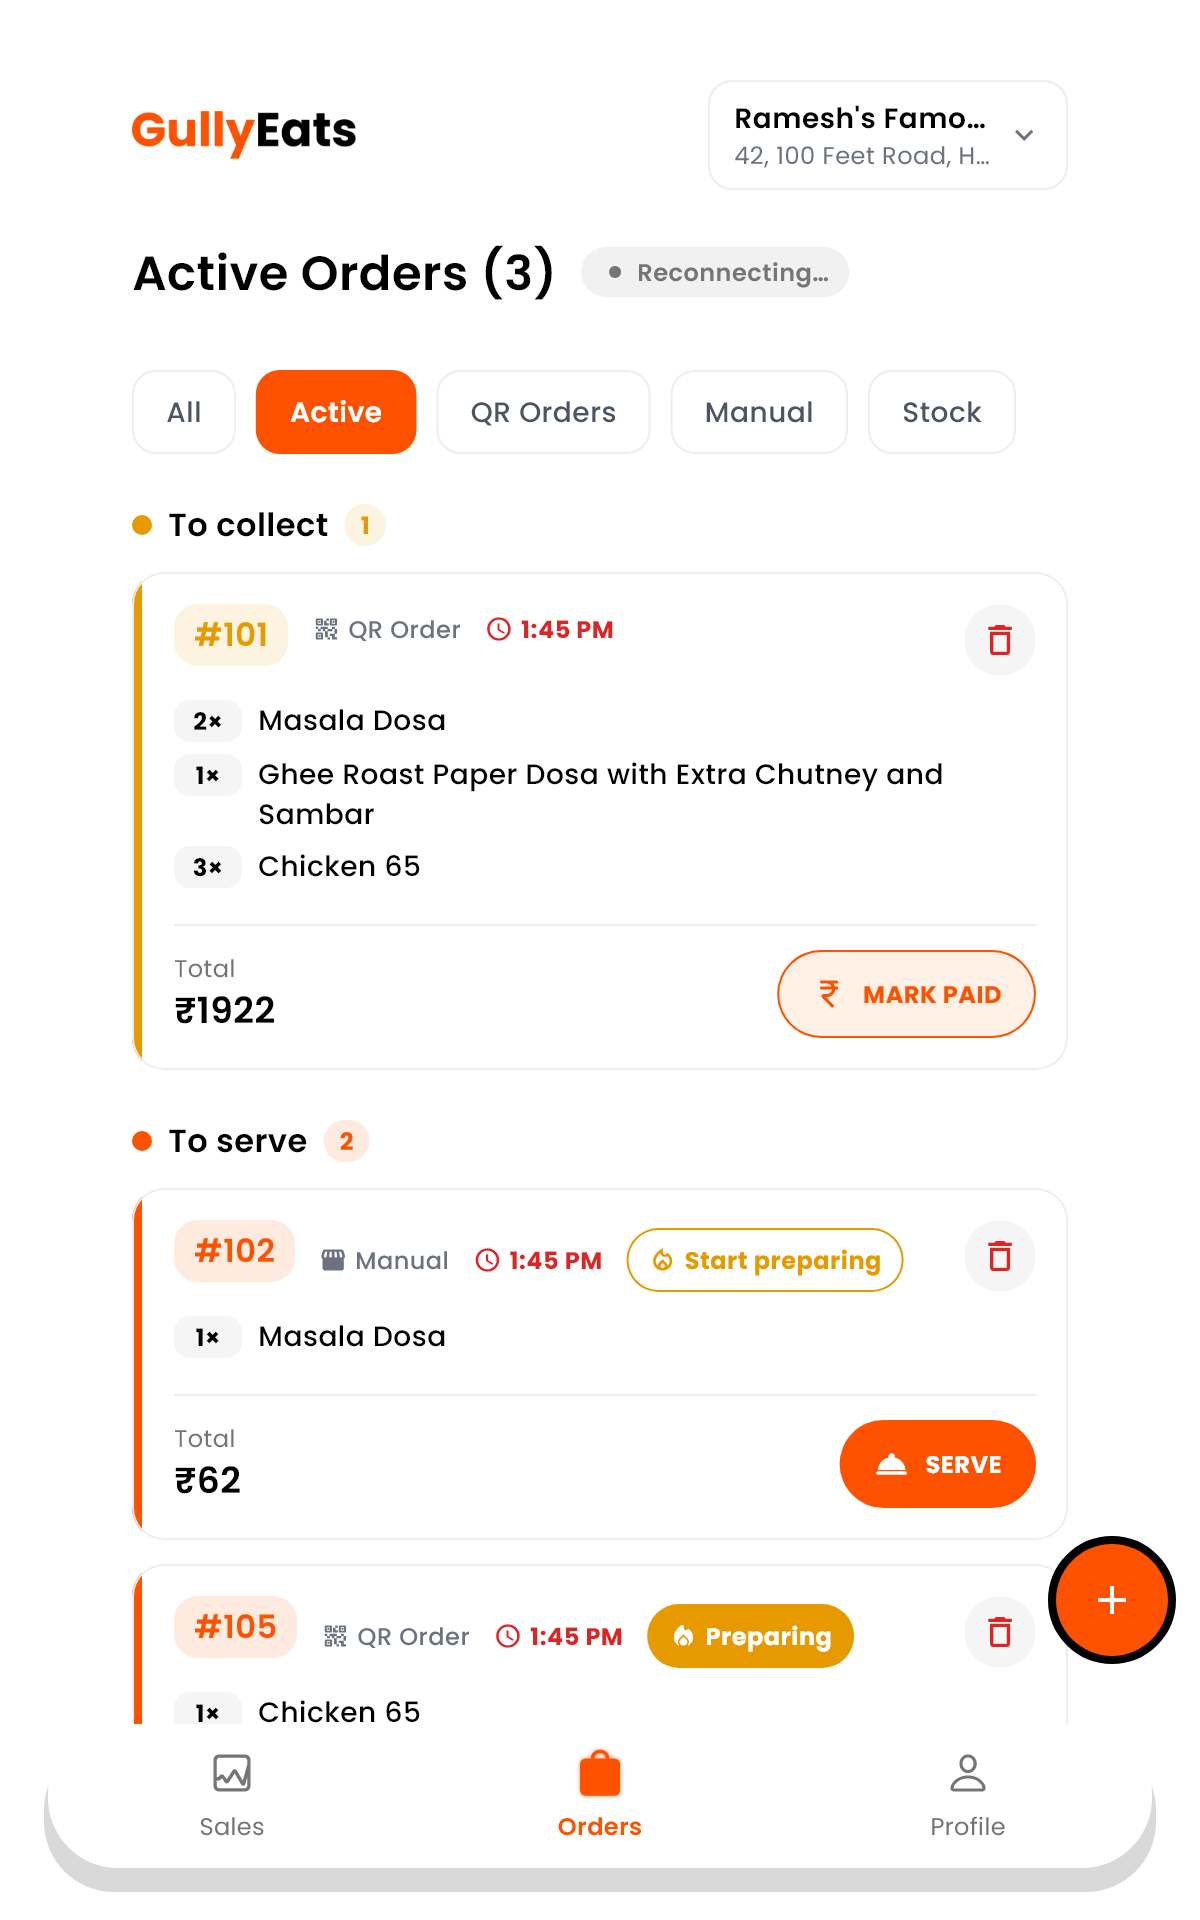 GullyEats
Ramesh's Famo...
42, 100 Feet Road, H...
Active Orders (3)
Reconnecting...
All
Active
QR Orders
Manual
Stock
To collect 1
#101 QR Order 1:45 PM
2× Masala Dosa
1× Ghee Roast Paper Dosa with Extra Chutney and
Sambar
3× Chicken 65
Total
₹1922
₹ MARK PAID
To serve 2
#102 Manual 1:45 PM Start preparing
1× Masala Dosa
Total
₹62
SERVE
#105 QR Order 1:45 PM Preparing
1× Chicken 65
+
Sales
Orders
Profile